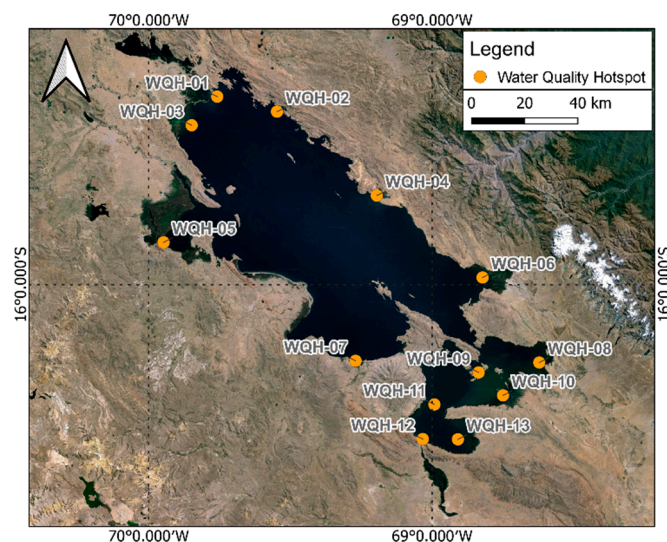 70°0.000'W 69°0.000'W
Legend
Water Quality Hotspot
0 20 40 km
WQH-01
WQH-02
WQH-03
WQH-04
WQH-05
WQH-06
16°0.000'S 16°0.000'S
WQH-07
WQH-08
WQH-09
WQH-10
WQH-11
WQH-12 WQH-13
70°0.000'W 69°0.000'W